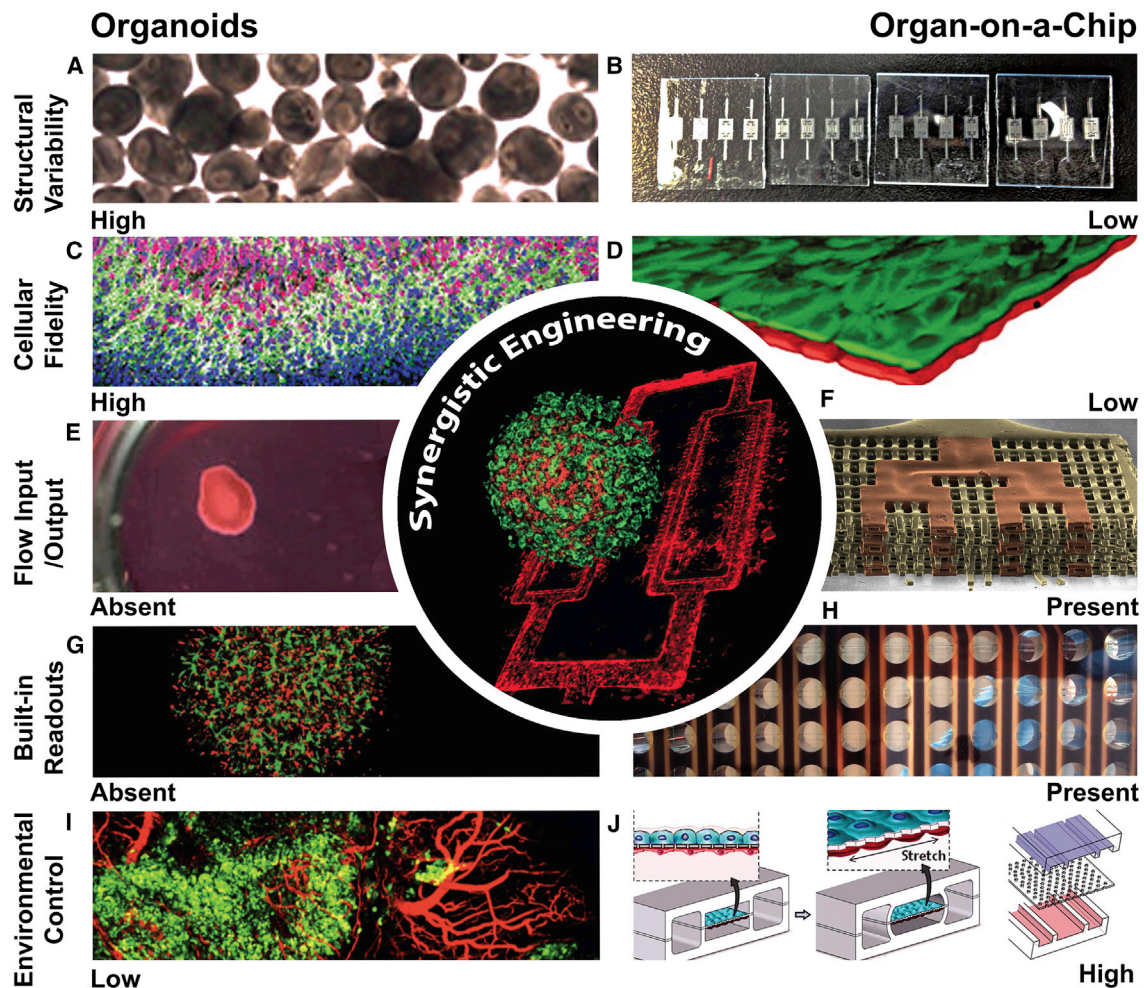 Organoids
Organ-on-a-Chip
A
B
Structural
Variability
High
Low
C
D
Cellular
Fidelity
High
Low
Synergistic Engineering
E
F
Flow Input
/Output
Absent
Present
G
H
Built-in
Readouts
Absent
Present
I
J
Environmental
Control
Stretch
Low
High